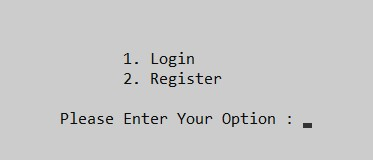 1. Login
2. Register
Please Enter Your Option :